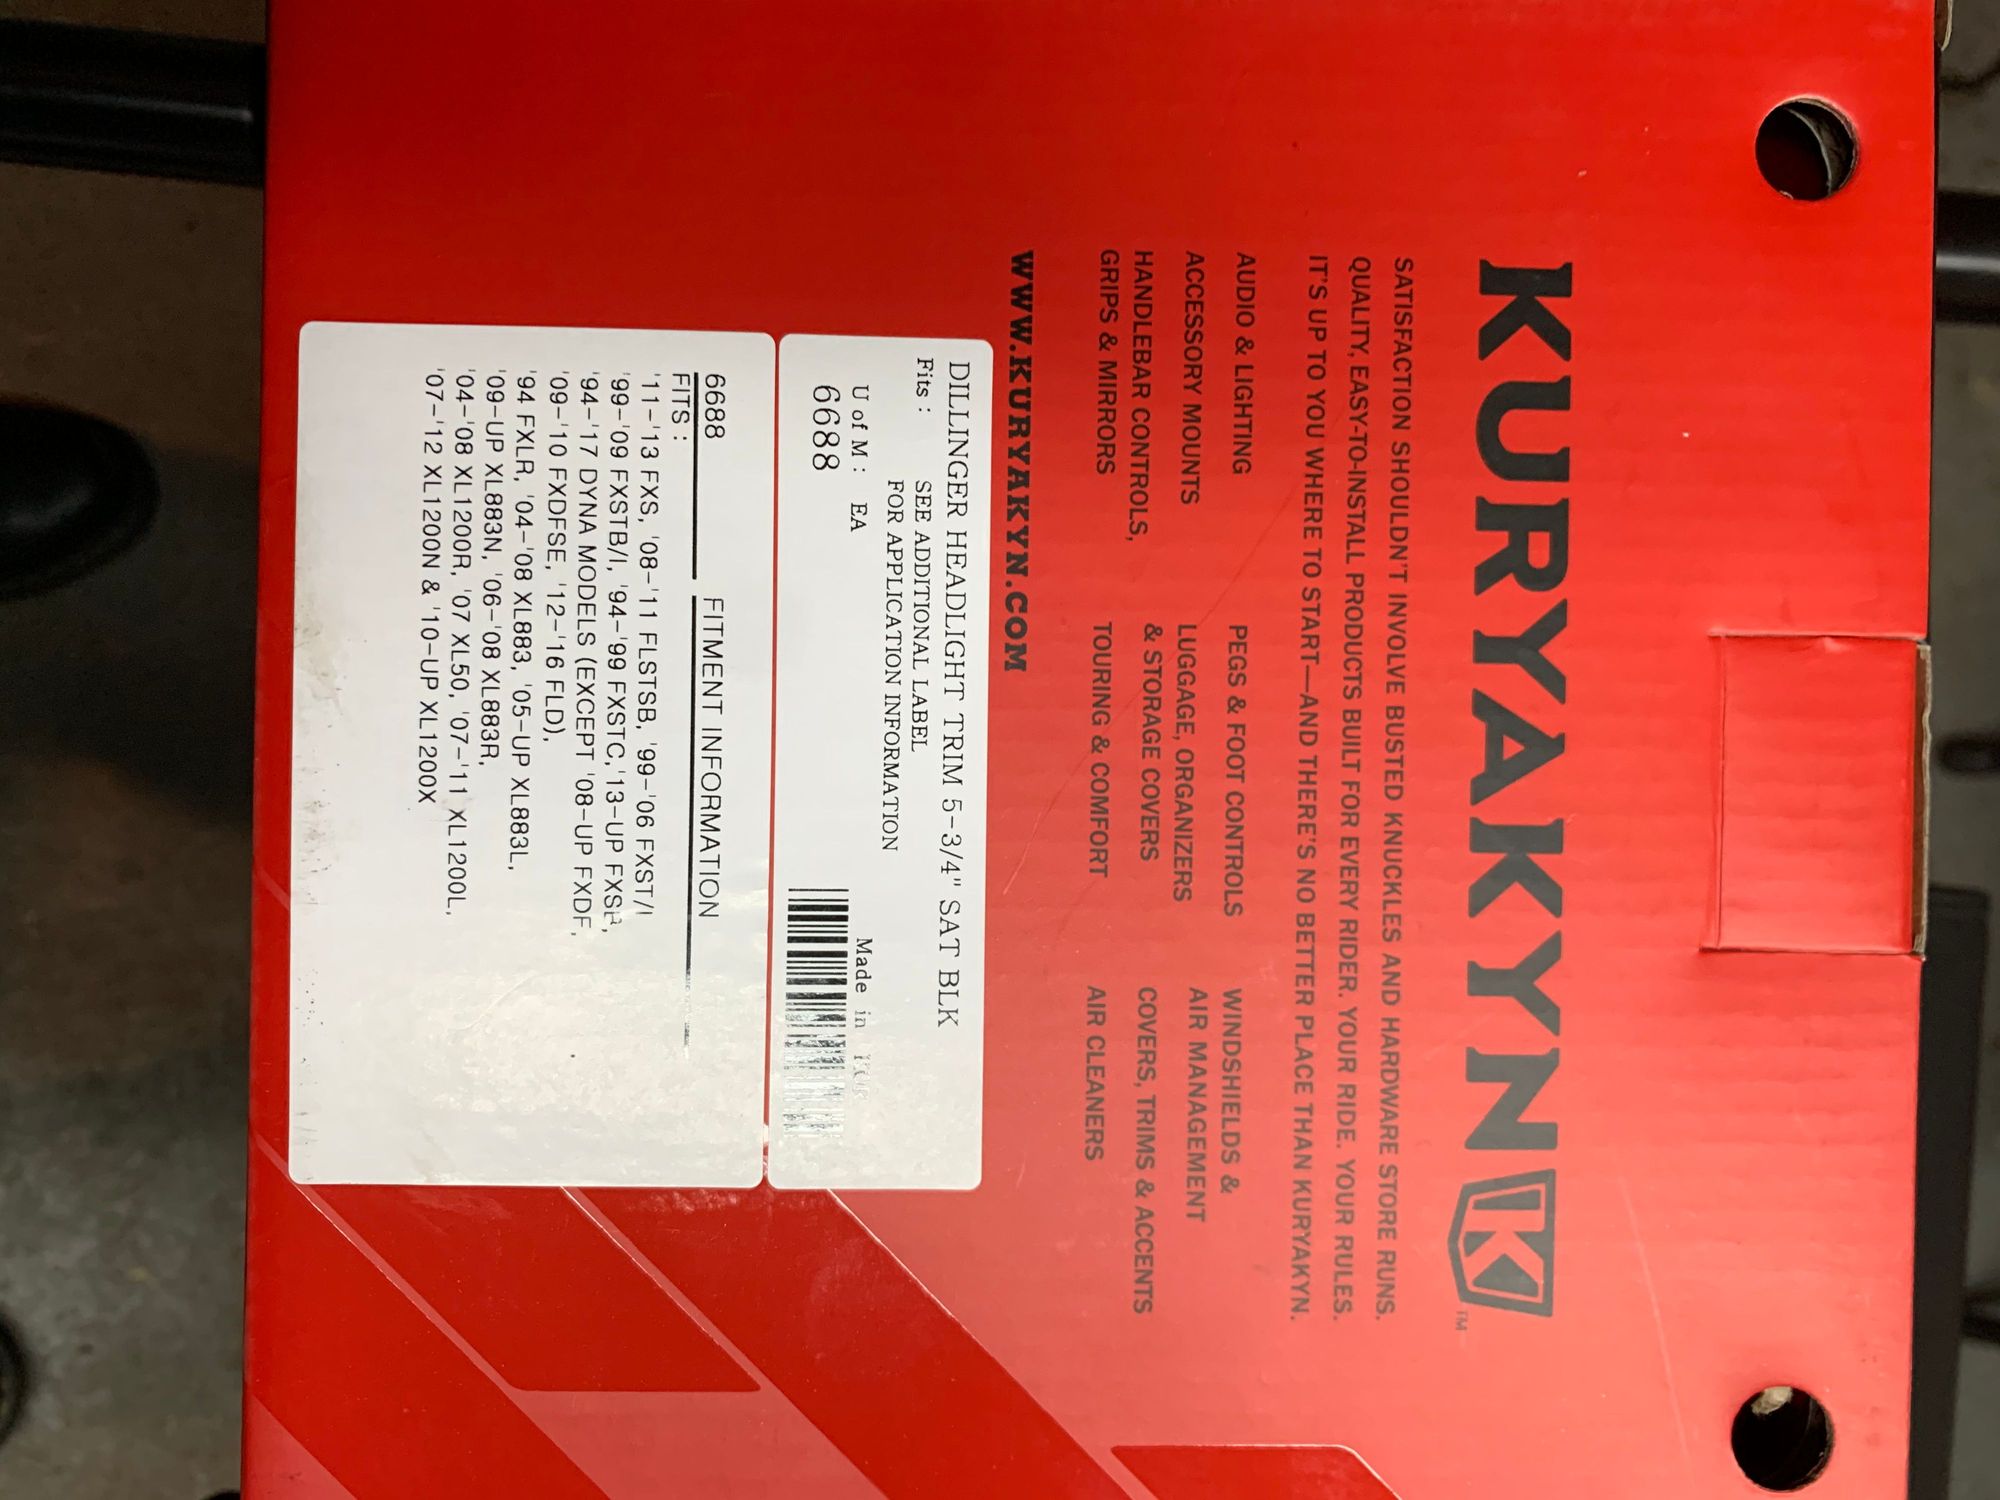 KURYAKYN K ™
SATISFACTION SHOULDN'T INVOLVE BUSTED KNUCKLES AND HARDWARE STORE RUNS.
QUALITY, EASY-TO-INSTALL PRODUCTS BUILT FOR EVERY RIDER. YOUR RIDE. YOUR RULES.
IT'S UP TO YOU WHERE TO START—AND THERE'S NO BETTER PLACE THAN KURYAKYN.
AUDIO & LIGHTING
ACCESSORY MOUNTS
HANDLEBAR CONTROLS,
GRIPS & MIRRORS
PEGS & FOOT CONTROLS
LUGGAGE, ORGANIZERS
& STORAGE COVERS
TOURING & COMFORT
WINDSHIELDS &
AIR MANAGEMENT
COVERS, TRIMS & ACCENTS
AIR CLEANERS
WWW.KURYAKYN.COM
DILLINGER HEADLIGHT TRIM 5-3/4" SAT BLK
Fits : SEE ADDITIONAL LABEL
FOR APPLICATION INFORMATION
U of M : EA Made in
6688
6688 FITMENT INFORMATION
FITS :
'11-'13 FXS, '08-'11 FLSTSB, '99-'06 FXST/I
'99-'09 FXSTB/I, '94-'99 FXSTC,'13-UP FXSB,
'94-'17 DYNA MODELS (EXCEPT '08-UP FXDF,
'09-'10 FXDFSE, '12-'16 FLD),
'94 FXLR, '04-'08 XL883, '05-UP XL883L,
'09-UP XL883N, '06-'08 XL883R,
'04-'08 XL1200R, '07 XL50, '07-'11 XL1200L,
'07-'12 XL1200N & '10-UP XL1200X